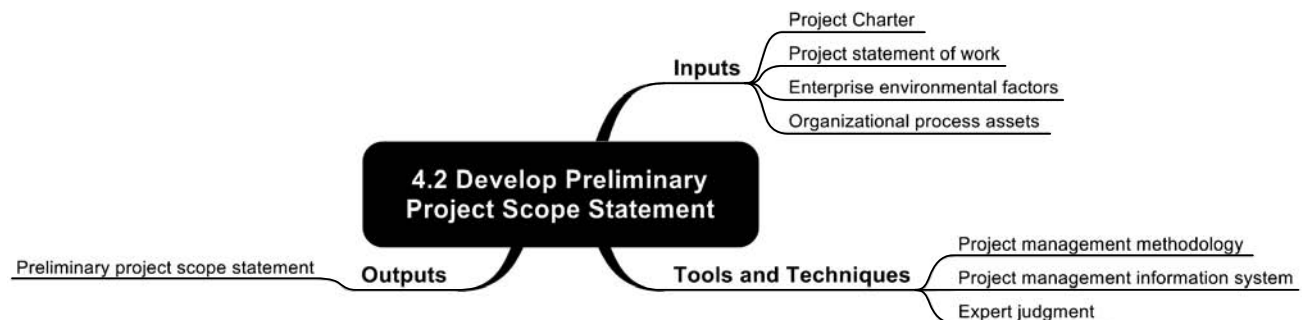 Project Charter
Project statement of work
Inputs
Enterprise environmental factors
Organizational process assets
4.2 Develop Preliminary
Project Scope Statement
Project management methodology
Preliminary project scope statement
Outputs
Tools and Techniques
Project management information system
Expert judgment